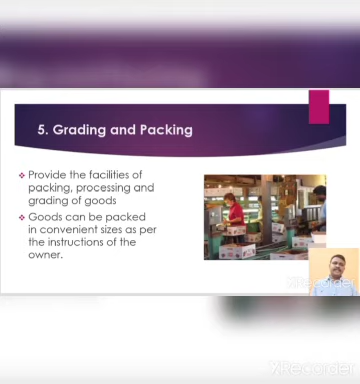 5. Grading and Packing
Provide the facilities of
packing, processing and
grading of goods
Goods can be packed
in convenient sizes as per
the instructions of the
owner.
XRecorder
XRecorder